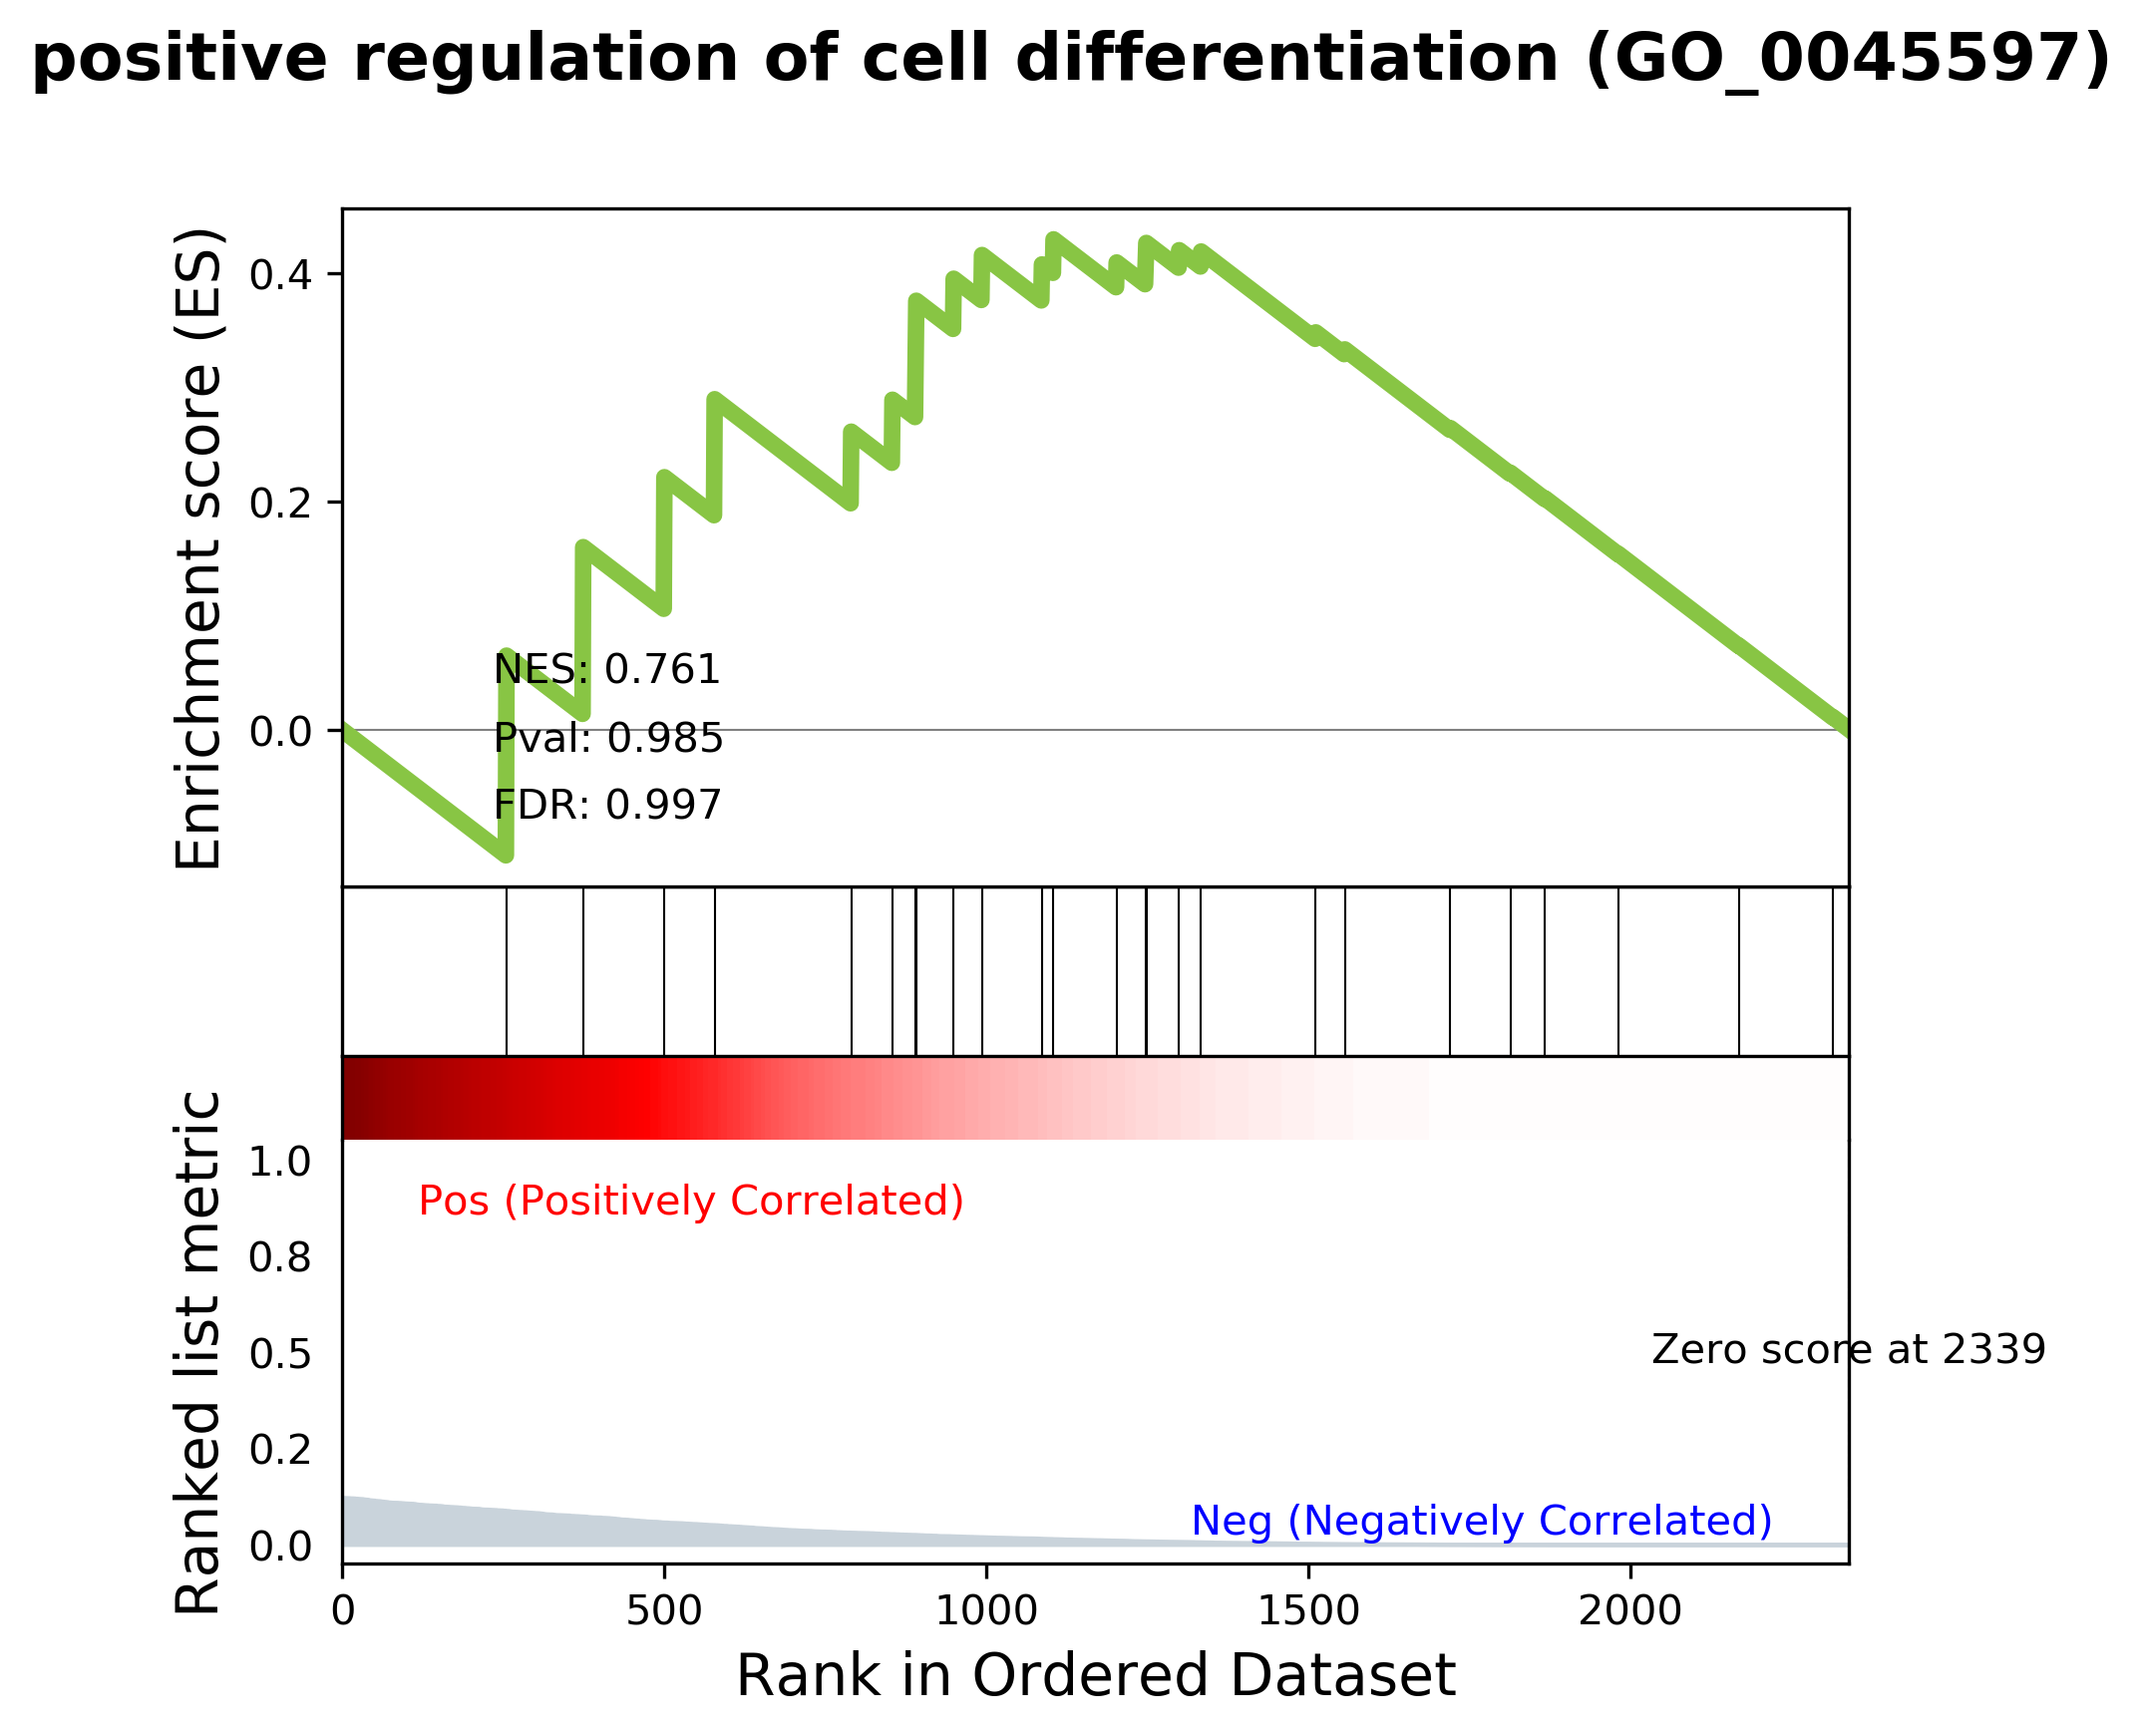 positive regulation of cell differentiation (GO_0045597)
Enrichment score (ES)
0.4
0.2
0.0
NES: 0.761
Pval: 0.985
FDR: 0.997
Ranked list metric
1.0
0.8
0.5
0.2
0.0
Pos (Positively Correlated)
Zero score at 2339
Neg (Negatively Correlated)
0 500 1000 1500 2000
Rank in Ordered Dataset